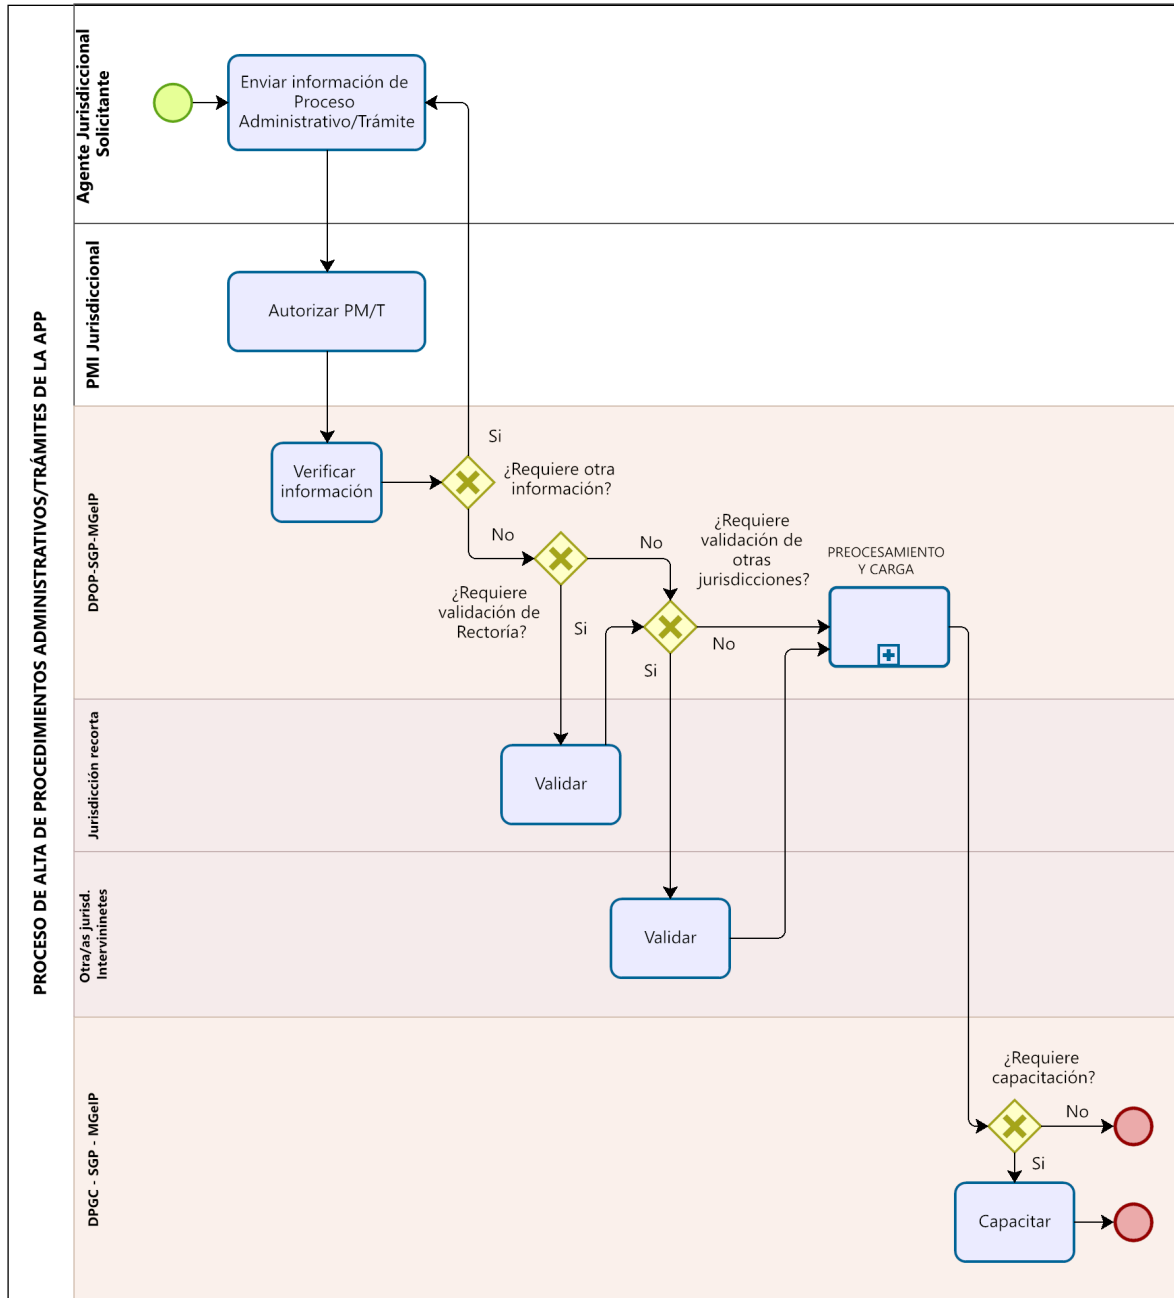 PROCESO DE ALTA DE PROCEDIMIENTOS ADMINISTRATIVOS/TRÁMITES DE LA APP
Agente Jurisdiccional
Solicitante
Enviar información de
Proceso
Administrativo/Trámite
PMI Jurisdiccional
Autorizar PM/T
DPOP-SGP-MGeIP
Verificar
información
Si
¿Requiere otra
información?
No
¿Requiere
validación de
Rectoría?
No
Si
¿Requiere
validación de
otras
jurisdicciones?
No
Si
PREOCESAMIENTO
Y CARGA
Jurisdicción recorta
Validar
Otra/as jurisd.
Intervininetes
Validar
DPGC - SGP - MGeIP
¿Requiere
capacitación?
No
Si
Capacitar